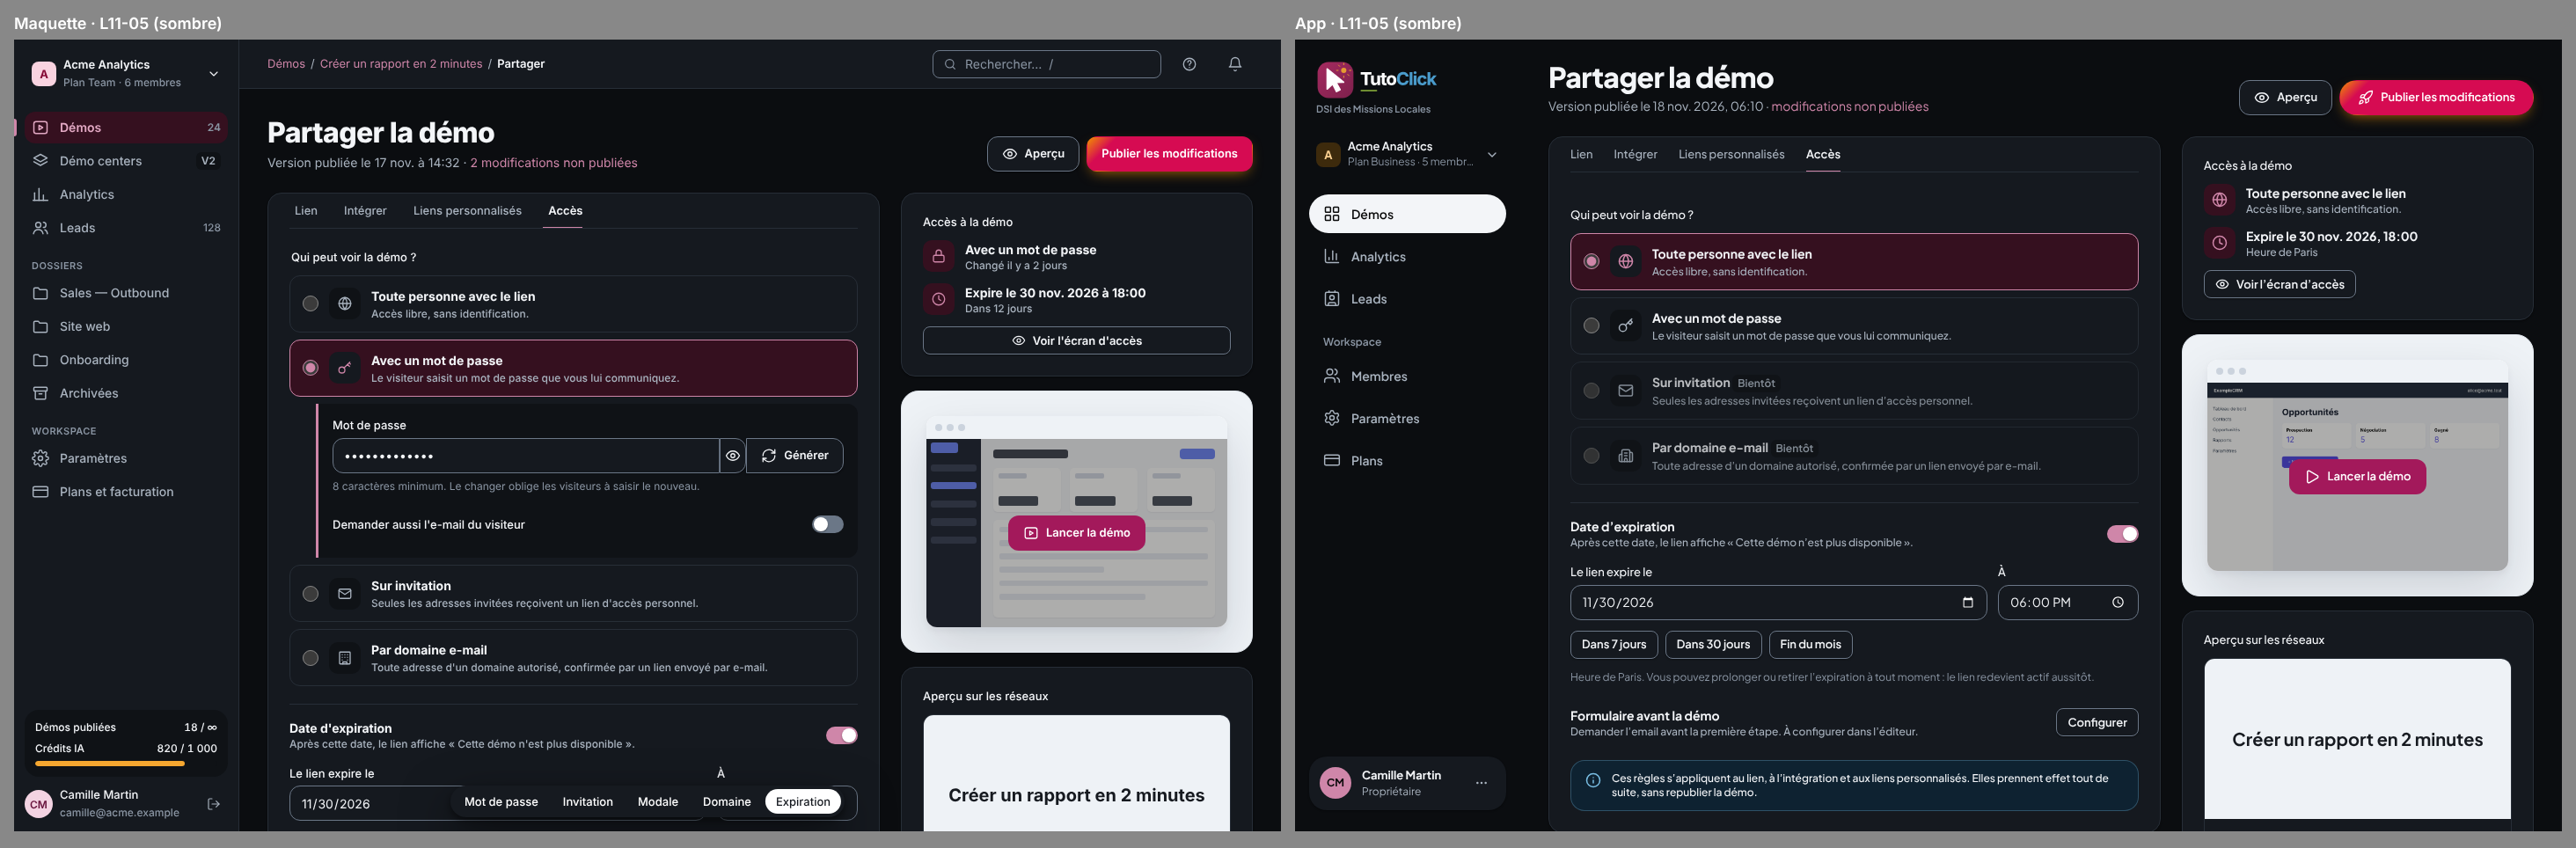 Maquette · L11-05 (sombre)
A
Acme Analytics
Plan Team · 6 membres
Démos
24
Démo centers
V2
Analytics
Leads
128
DOSSIERS
Sales — Outbound
Site web
Onboarding
Archivées
WORKSPACE
Paramètres
Plans et facturation
Démos publiées
18 / ∞
Crédits IA
820 / 1 000
CM
Camille Martin
camille@acme.example
Démos / Créer un rapport en 2 minutes / Partager
Rechercher... /
Partager la démo
Version publiée le 17 nov. à 14:32 · 2 modifications non publiées
Aperçu
Publier les modifications
Lien
Intégrer
Liens personnalisés
Accès
Qui peut voir la démo ?
Toute personne avec le lien
Accès libre, sans identification.
Avec un mot de passe
Le visiteur saisit un mot de passe que vous lui communiquez.
Mot de passe
Générer
8 caractères minimum. Le changer oblige les visiteurs à saisir le nouveau.
Demander aussi l'e-mail du visiteur
Sur invitation
Seules les adresses invitées reçoivent un lien d'accès personnel.
Par domaine e-mail
Toute adresse d'un domaine autorisé, confirmée par un lien envoyé par e-mail.
Date d'expiration
Après cette date, le lien affiche « Cette démo n'est plus disponible ».
Le lien expire le
À
11/30/2026
Mot de passe
Invitation
Modale
Domaine
Expiration
Accès à la démo
Avec un mot de passe
Changé il y a 2 jours
Expire le 30 nov. 2026 à 18:00
Dans 12 jours
Voir l'écran d'accès
Lancer la démo
Aperçu sur les réseaux
Créer un rapport en 2 minutes
App · L11-05 (sombre)
TutoClick
DSI des Missions Locales
A
Acme Analytics
Plan Business · 5 membr...
Démos
Analytics
Leads
Workspace
Membres
Paramètres
Plans
CM
Camille Martin
Propriétaire
Partager la démo
Version publiée le 18 nov. 2026, 06:10 · modifications non publiées
Aperçu
Publier les modifications
Lien
Intégrer
Liens personnalisés
Accès
Qui peut voir la démo ?
Toute personne avec le lien
Accès libre, sans identification.
Avec un mot de passe
Le visiteur saisit un mot de passe que vous lui communiquez.
Sur invitation Bientôt
Seules les adresses invitées reçoivent un lien d'accès personnel.
Par domaine e-mail Bientôt
Toute adresse d'un domaine autorisé, confirmée par un lien envoyé par e-mail.
Date d'expiration
Après cette date, le lien affiche « Cette démo n'est plus disponible ».
Le lien expire le
À
11/30/2026
06:00 PM
Dans 7 jours
Dans 30 jours
Fin du mois
Heure de Paris. Vous pouvez prolonger ou retirer l'expiration à tout moment : le lien redevient actif aussitôt.
Formulaire avant la démo
Demander l'email avant la première étape. À configurer dans l'éditeur.
Configurer
Ces règles s'appliquent au lien, à l'intégration et aux liens personnalisés. Elles prennent effet tout de
suite, sans republier la démo.
Accès à la démo
Toute personne avec le lien
Accès libre, sans identification.
Expire le 30 nov. 2026, 18:00
Heure de Paris
Voir l'écran d'accès
Opportunités
Prospection
Négociation
Gagné
12
5
8
Lancer la démo
Aperçu sur les réseaux
Créer un rapport en 2 minutes